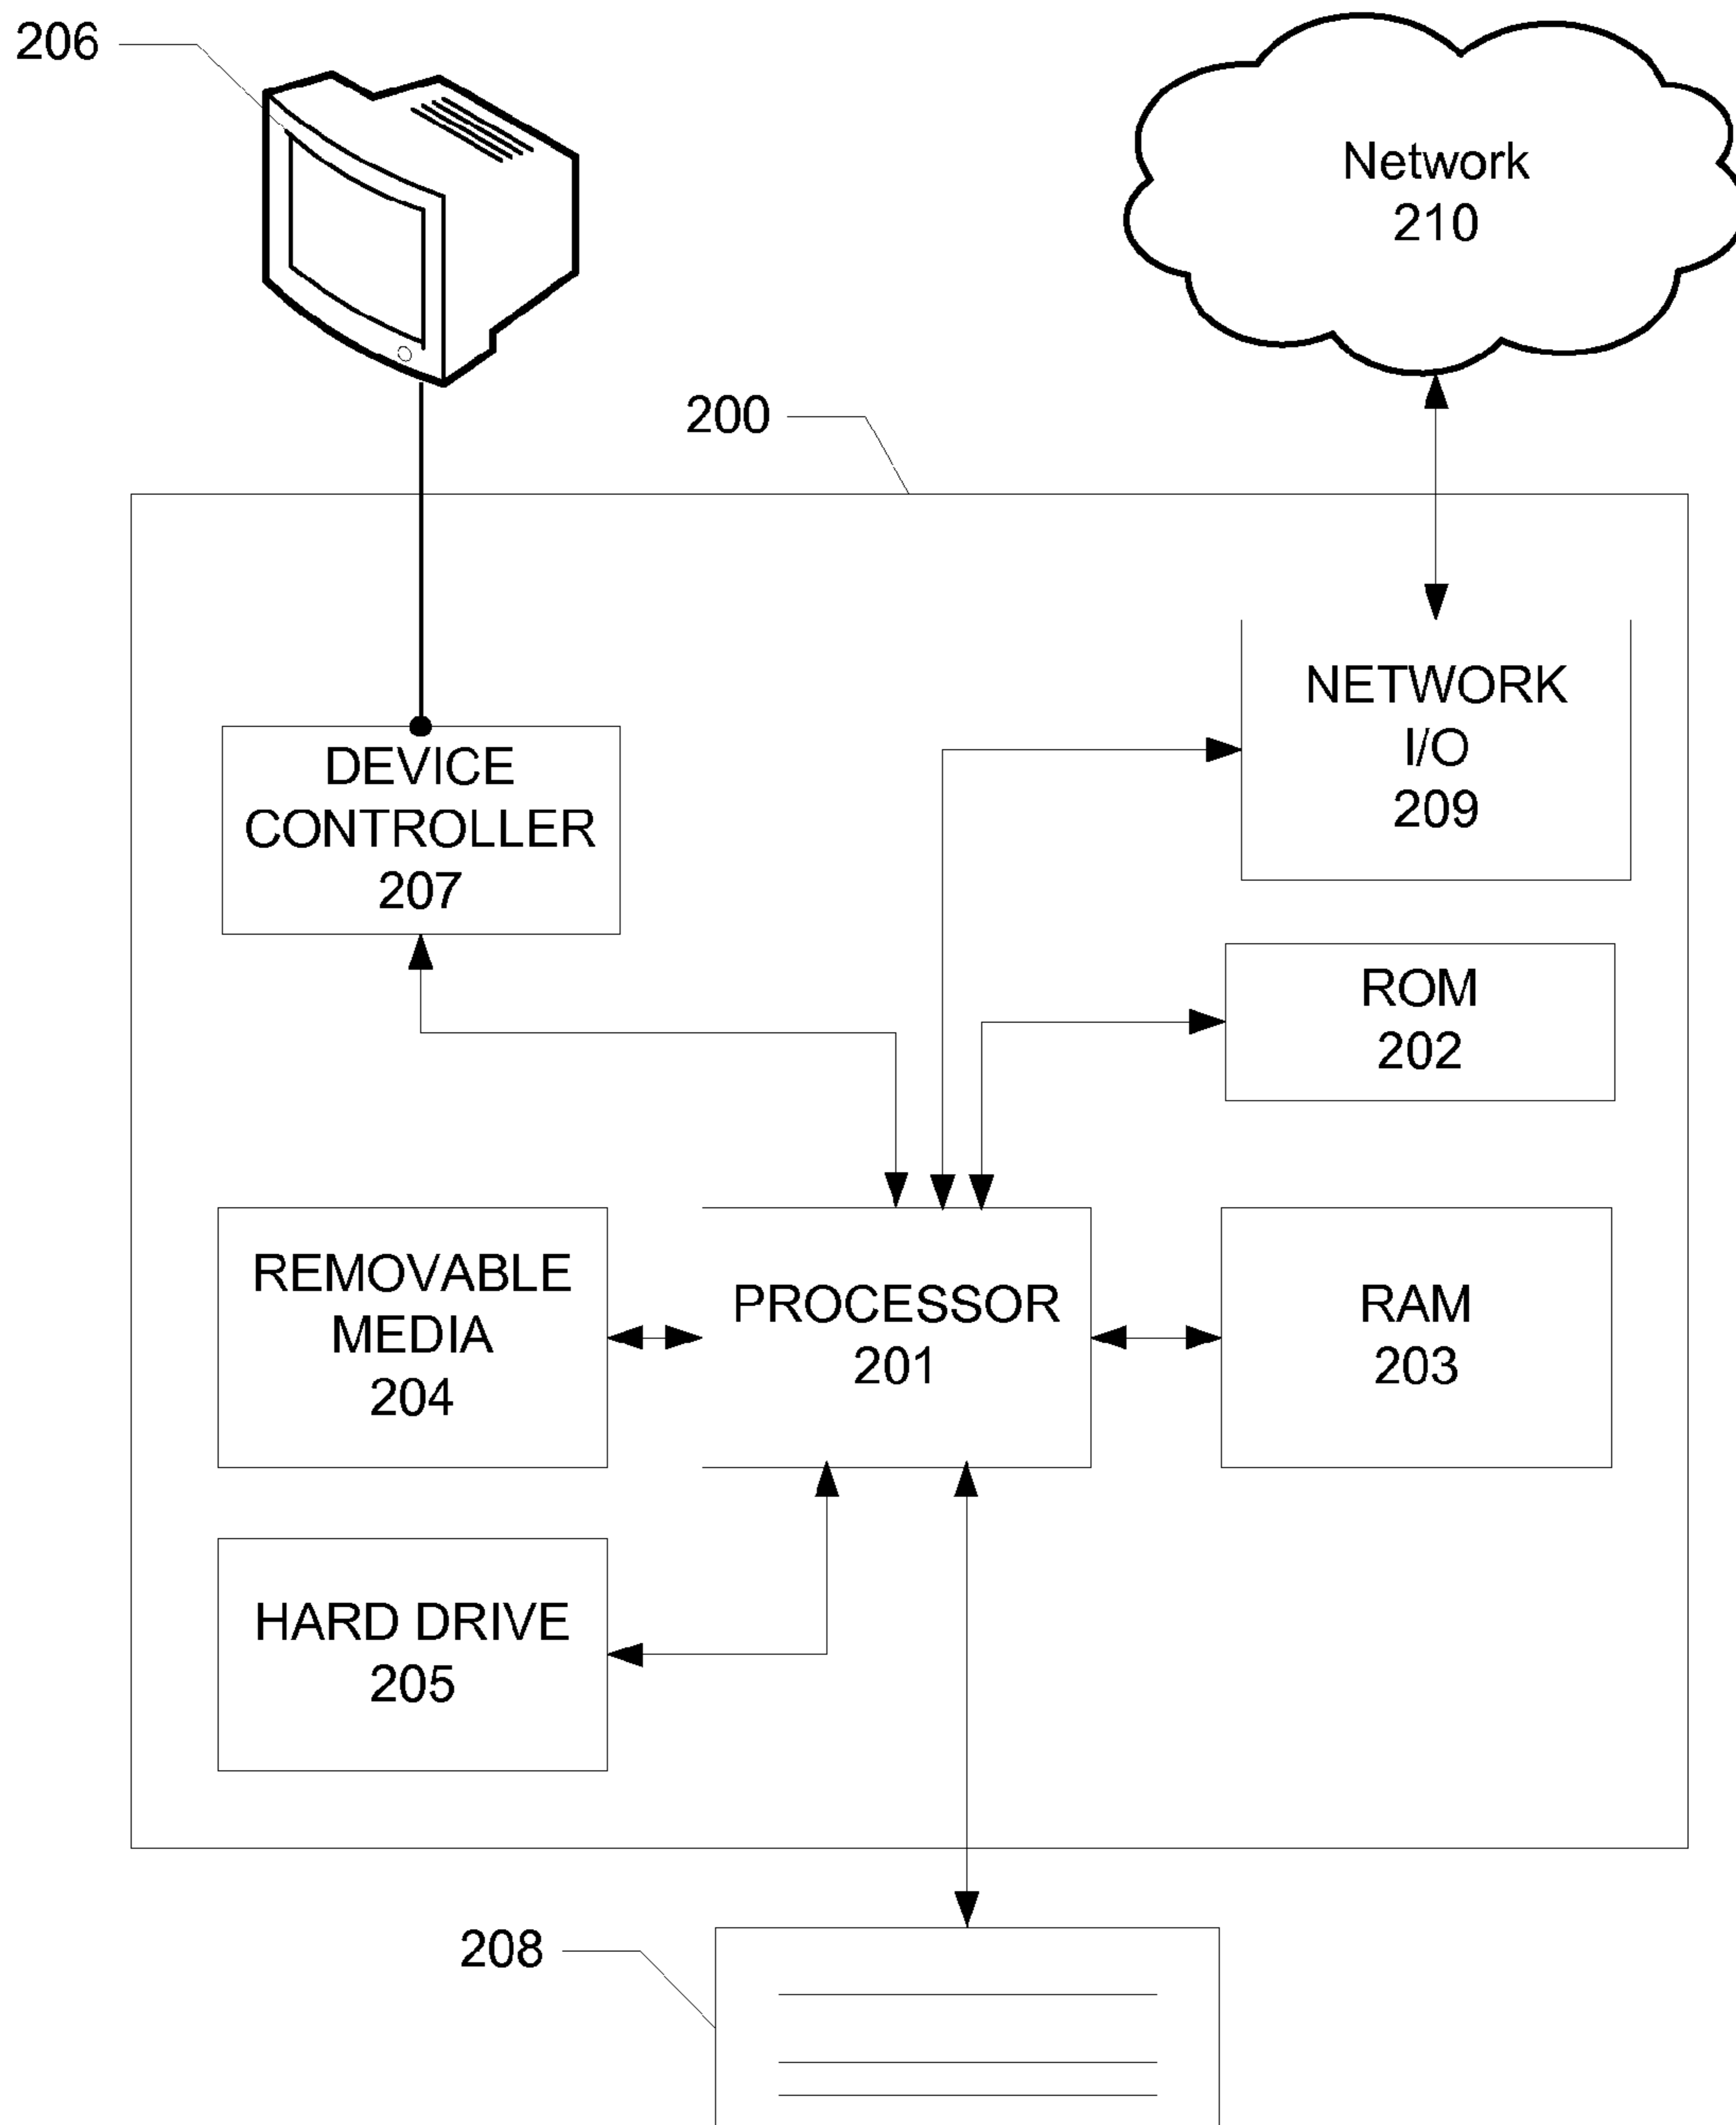 206
Network
210
200
NETWORK
I/O
209
DEVICE
CONTROLLER
207
ROM
202
REMOVABLE
MEDIA
204
PROCESSOR
201
RAM
203
HARD DRIVE
205
208